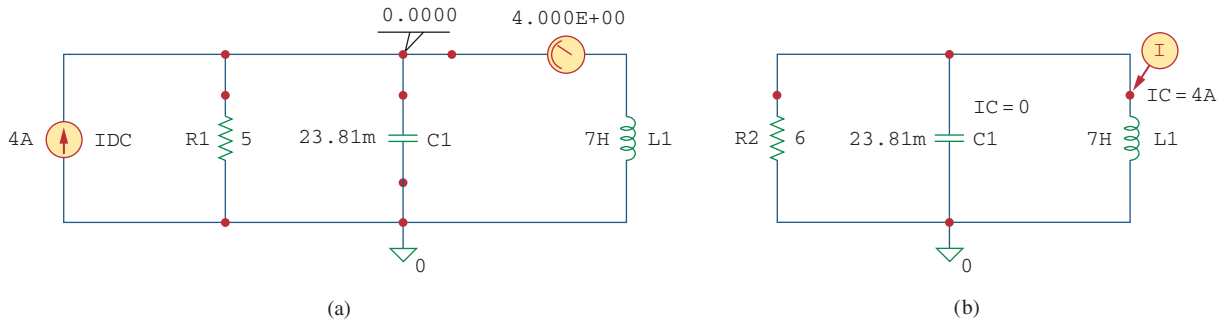 0.0000
4.000E+00
4A
IDC
R1
5
23.81m
C1
7H
L1
0
(a)
I
IC = 4A
IC = 0
R2
6
23.81m
C1
7H
L1
0
(b)